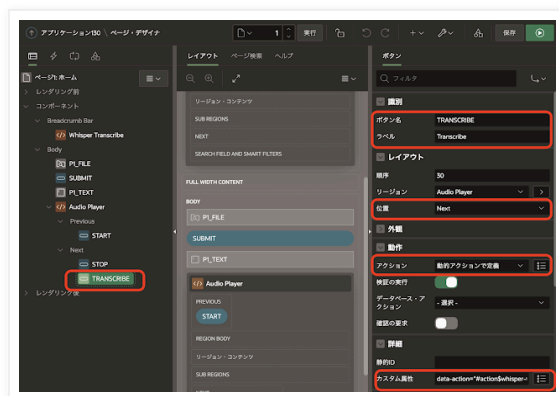 アプリケーション130 \ ページ・デザイナ
1
実行
保存
ページ1: ホーム
レンダリング前
コンポーネント
Breadcrumb Bar
Whisper Transcribe
Body
P1_FILE
SUBMIT
P1_TEXT
Audio Player
Previous
START
Next
STOP
TRANSCRIBE
レンダリング後
レイアウト ページ検索 ヘルプ
リージョン・コンテンツ
SUB REGIONS
NEXT
SEARCH FIELD AND SMART FILTERS
FULL WIDTH CONTENT
BODY
P1_FILE
SUBMIT
P1_TEXT
Audio Player
PREVIOUS
START
REGION BODY
リージョン・コンテンツ
SUB REGIONS
ボタン
フィルタ
識別
ボタン名 TRANSCRIBE
ラベル Transcribe
レイアウト
順序 30
リージョン Audio Player
位置 Next
外観
動作
アクション 動的アクションで定義
検証の実行
データベース・アクション - 選択 -
確認の要求
詳細
静的ID
カスタム属性 data-action="#action$whisper-